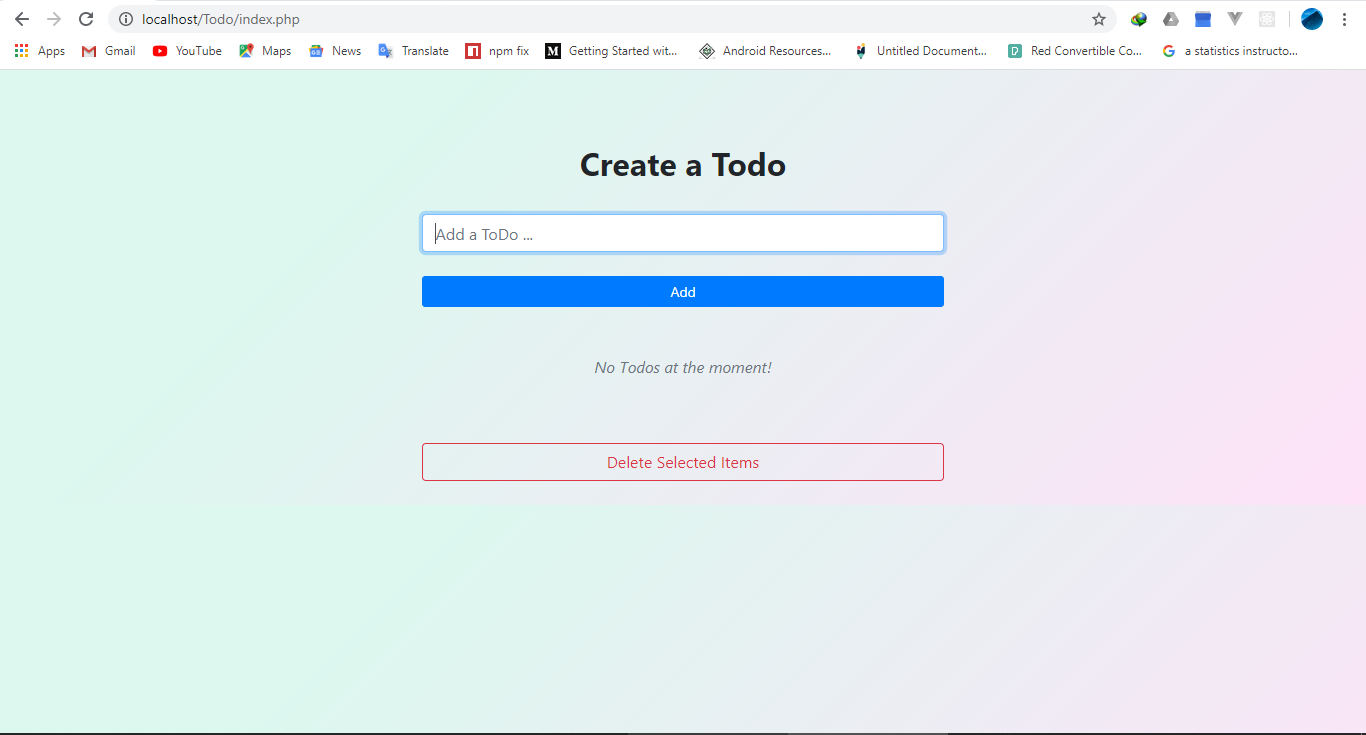 localhost/Todo/index.php
Apps Gmail YouTube Maps News Translate npm fix Getting Started wit... Android Resources... Untitled Document... Red Convertible Co... a statistics instructo...
Create a Todo
Add a ToDo ...
Add
No Todos at the moment!
Delete Selected Items